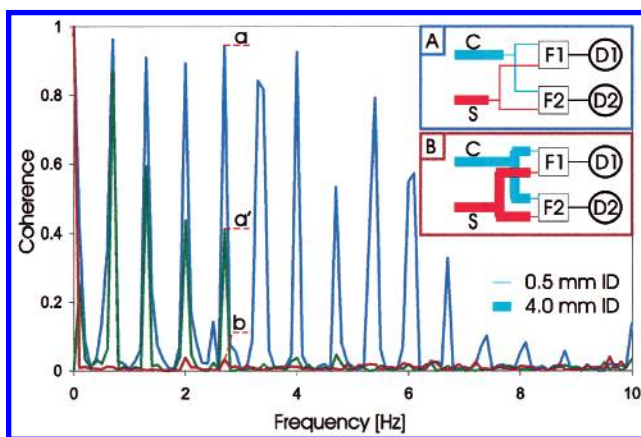 Coherence
1
0.8
0.6
0.4
0.2
0
0 2 4 6 8 10
Frequency [Hz]
a
a'
b
A
C
S
F1
F2
D1
D2
B
C
S
F1
F2
D1
D2
0.5 mm ID
4.0 mm ID